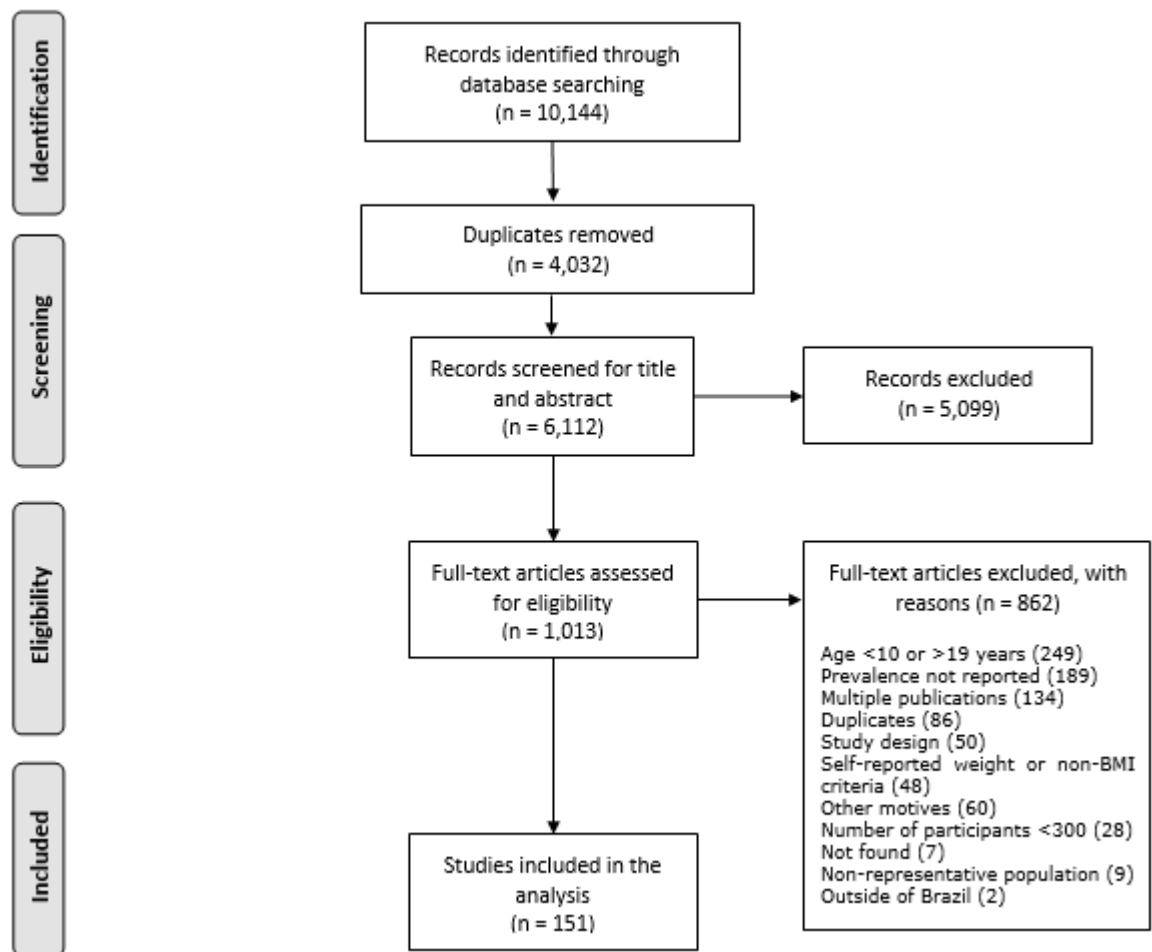 Identification
Records identified through
database searching
(n = 10,144)
Duplicates removed
(n = 4,032)
Screening
Records screened for title
and abstract
(n = 6,112)
Records excluded
(n = 5,099)
Eligibility
Full-text articles assessed
for eligibility
(n = 1,013)
Full-text articles excluded, with
reasons (n = 862)
Age <10 or >19 years (249)
Prevalence not reported (189)
Multiple publications (134)
Duplicates (86)
Study design (50)
Self-reported weight or non-BMI
criteria (48)
Other motives (60)
Number of participants <300 (28)
Not found (7)
Non-representative population (9)
Outside of Brazil (2)
Included
Studies included in the
analysis
n = 151)